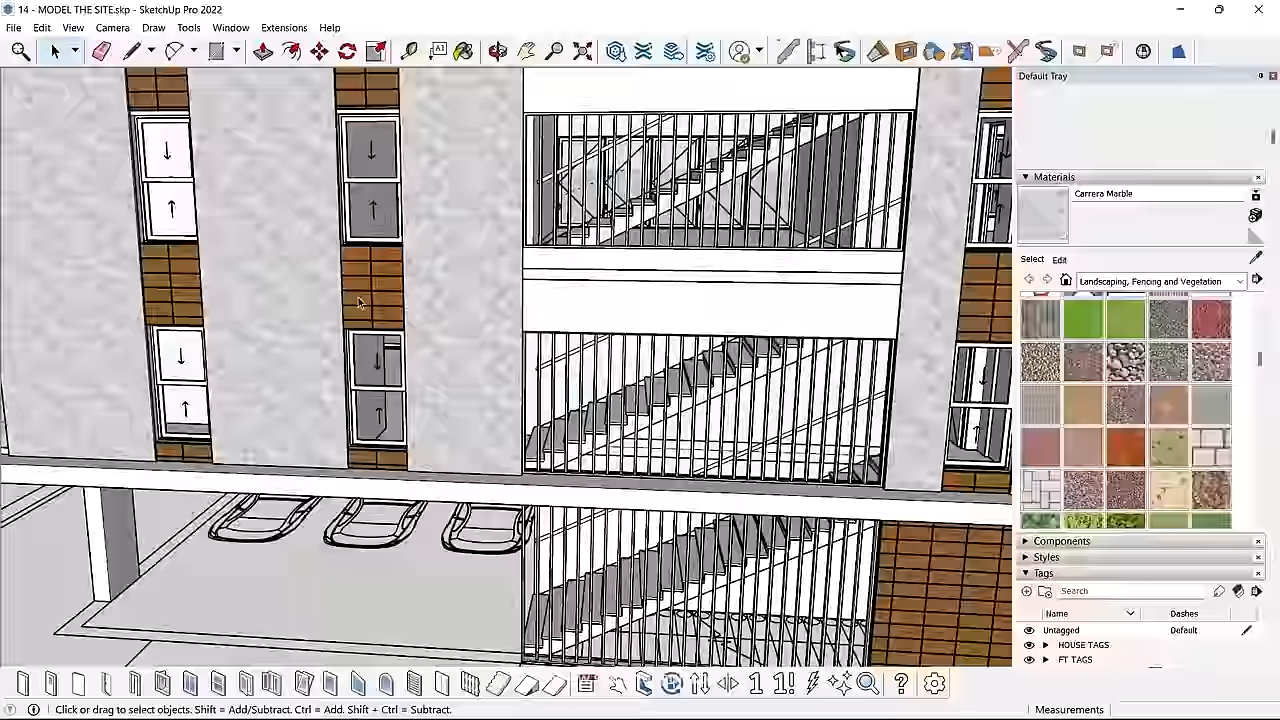 14 - MODEL THE SITE.skp - SketchUp Pro 2022
File Edit View Camera Draw Tools Window Extensions Help
Default Tray
Materials
Carrera Marble
Select Edit
Landscaping, Fencing and Vegetation
Components
Styles
Tags
Search
Name Dashes
Untagged Default
HOUSE TAGS
FT TAGS
1 1! ?
Click or drag to select objects. Shift = Add/Subtract. Ctrl = Add. Shift + Ctrl = Subtract.
Measurements